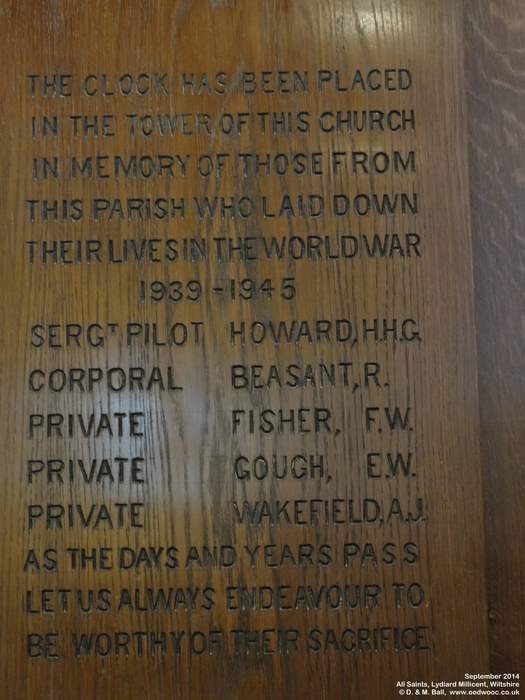 THE CLOCK HAS BEEN PLACED
IN THE TOWER OF THIS CHURCH
IN MEMORY OF THOSE FROM
THIS PARISH WHO LAID DOWN
THEIR LIVES IN THE WORLD WAR
1939 - 1945
SERGT PILOT HOWARD, H.H.G.
CORPORAL BEASANT, R.
PRIVATE FISHER, F.W.
PRIVATE GOUGH, E.W.
PRIVATE WAKEFIELD, A.J.
AS THE DAYS AND YEARS PASS
LET US ALWAYS ENDEAVOUR TO
BE WORTHY OF THEIR SACRIFICE
September 2014
All Saints, Lydiard Millicent, Wiltshire
© D. & M. Ball, www.oodwooc.co.uk